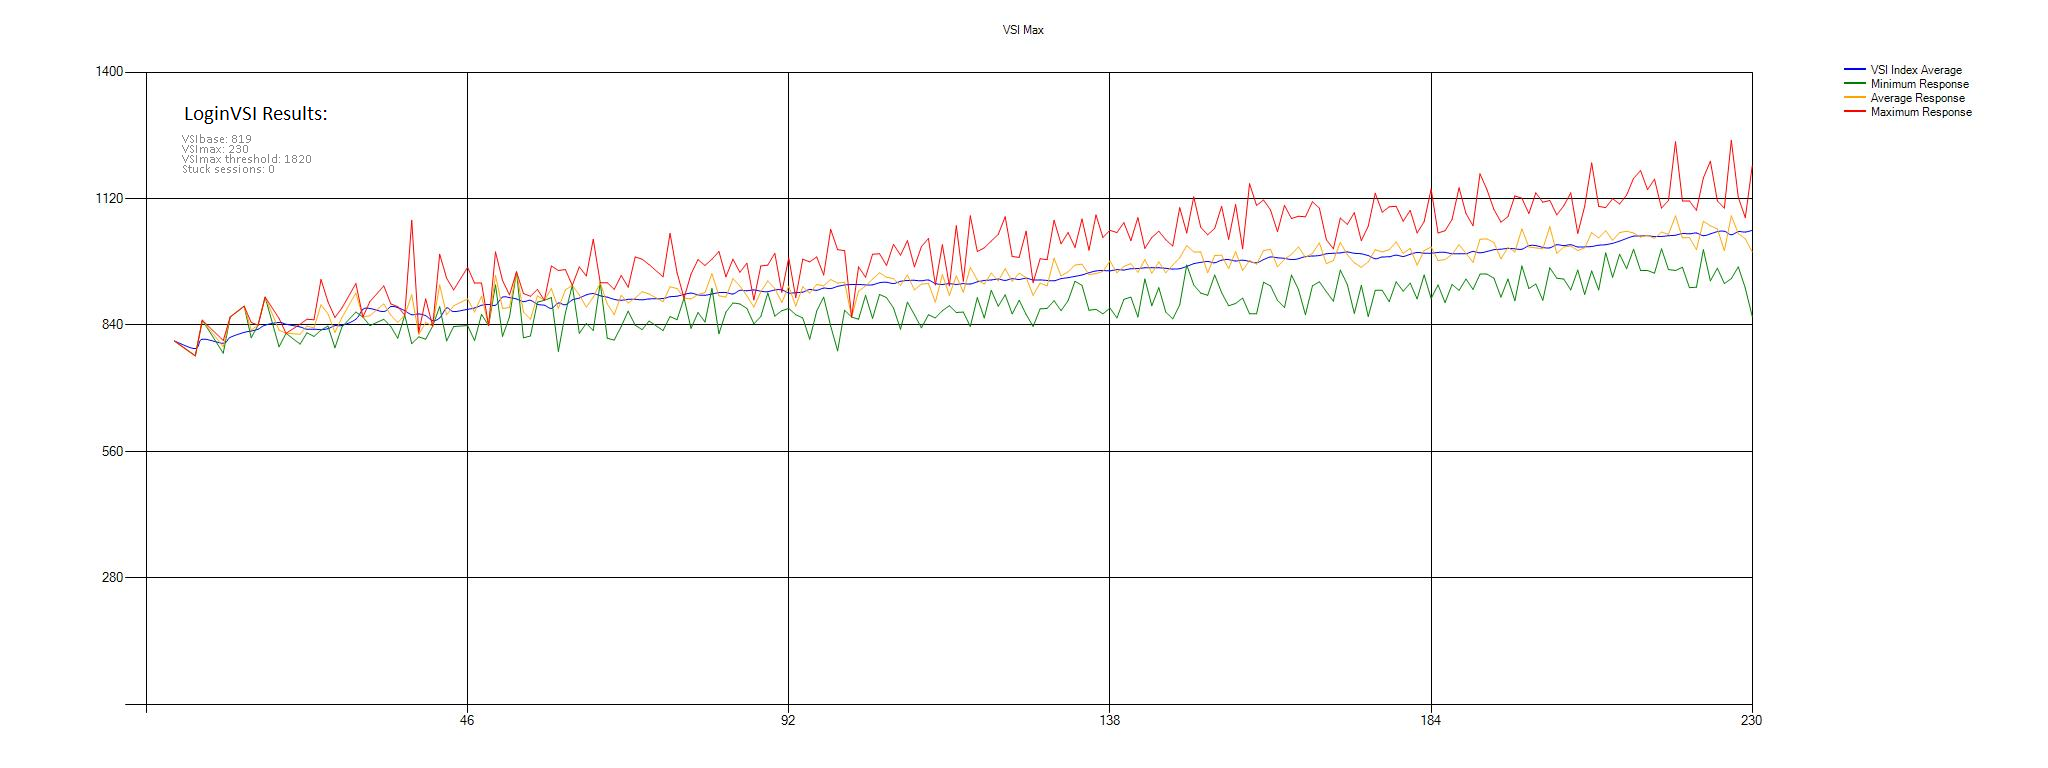 VSI Max
1400
1120
840
560
280
LoginVSI Results:
VSIbase: 819
VSImax: 230
VSImax threshold: 1820
Stuck sessions: 0
VSI Index Average
Minimum Response
Average Response
Maximum Response
46
92
138
184
230